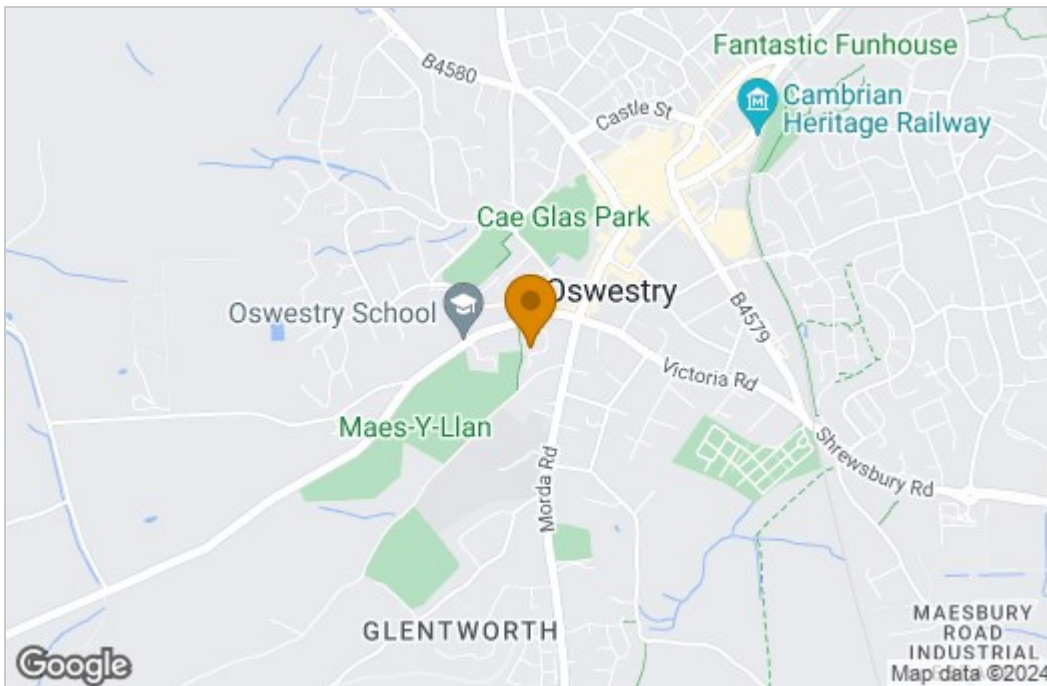 Fantastic Funhouse
B4580
Castle St
Cambrian
Heritage Railway
Cae Glas Park
Oswestry School
Oswestry
B4579
Victoria Rd
Maes-Y-Llan
Shrewsbury Rd
Morda Rd
GLENTWORTH
MAESBURY
ROAD
INDUSTRIAL
Google
Map data ©2024